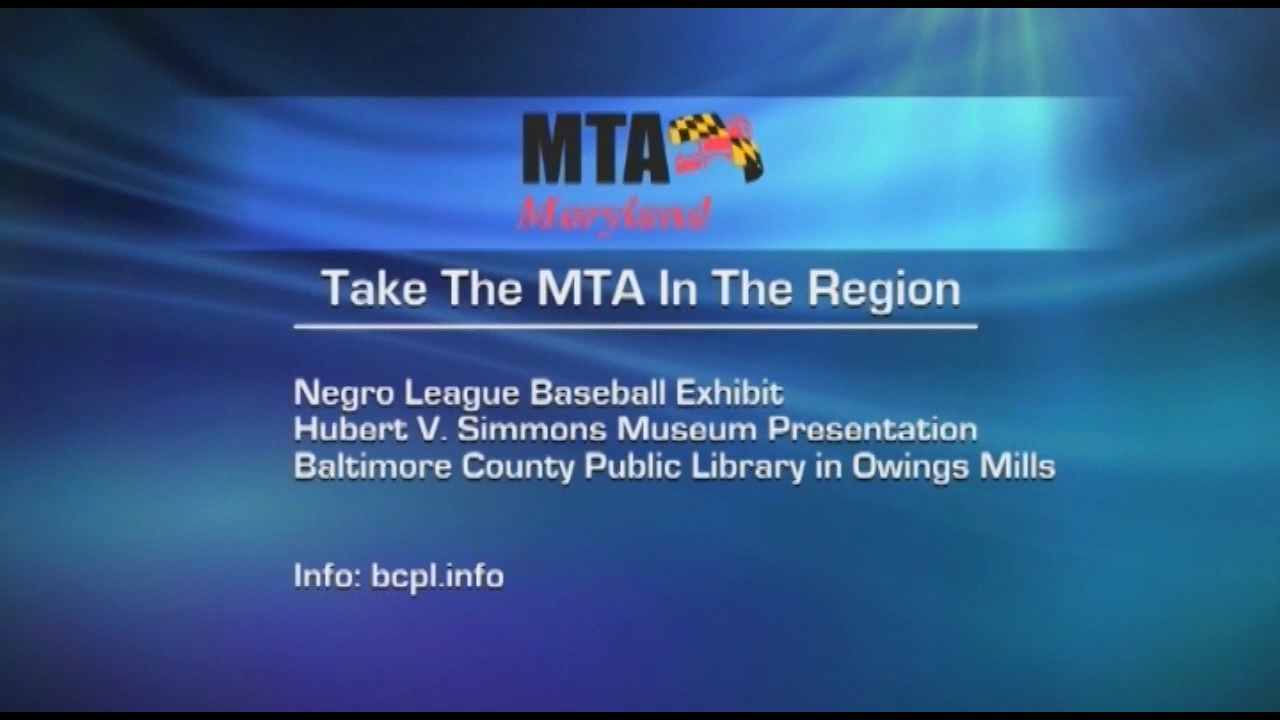 MTA
Maryland
Take The MTA In The Region
Negro League Baseball Exhibit
Hubert V. Simmons Museum Presentation
Baltimore County Public Library in Owings Mills
Info: bcpl.info